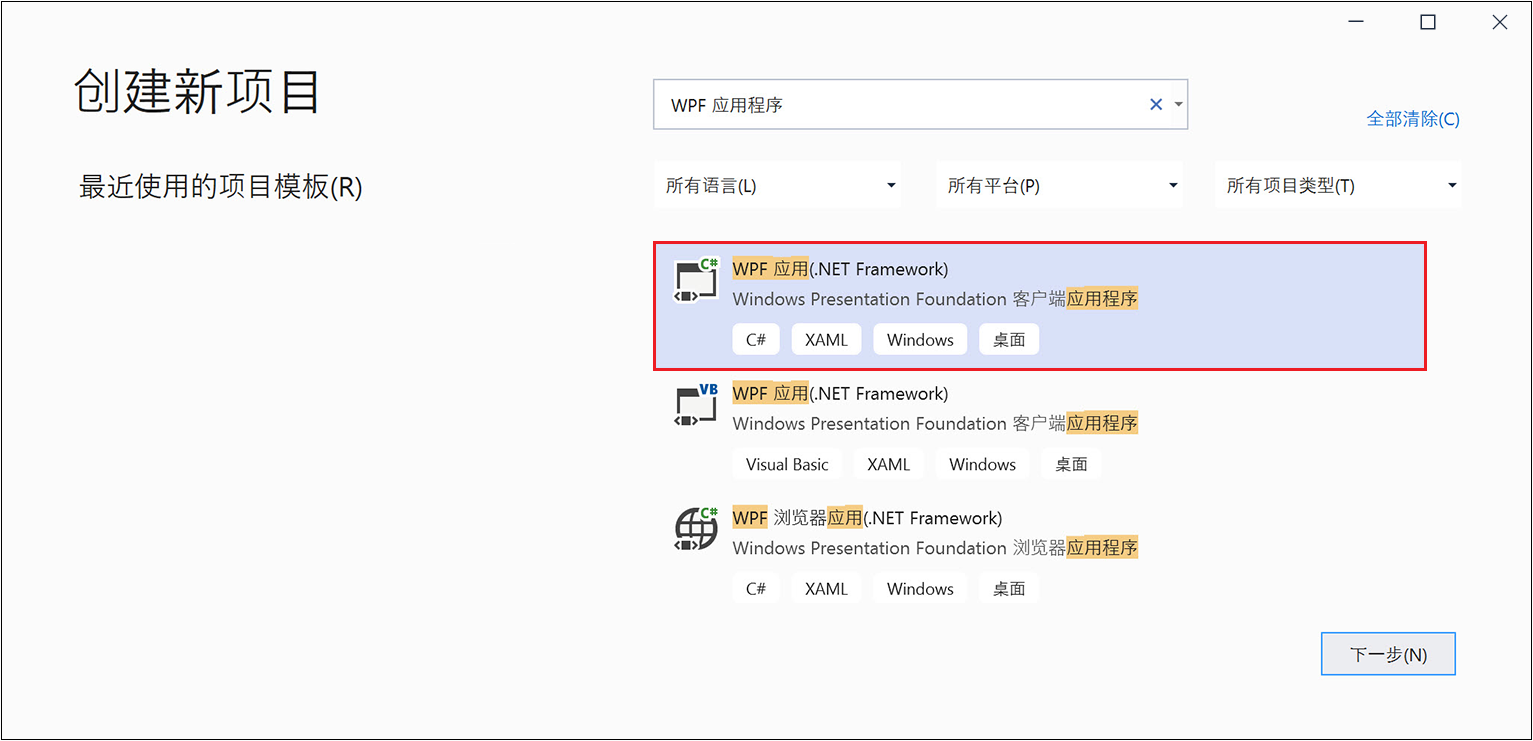 创建新项目
最近使用的项目模板(R)
WPF 应用程序
全部清除(C)
所有语言(L) 所有平台(P) 所有项目类型(T)
C#
WPF 应用(.NET Framework)
Windows Presentation Foundation 客户端应用程序
C# XAML Windows 桌面
VB
WPF 应用(.NET Framework)
Windows Presentation Foundation 客户端应用程序
Visual Basic XAML Windows 桌面
C#
WPF 浏览器应用(.NET Framework)
Windows Presentation Foundation 浏览器应用程序
C# XAML Windows 桌面
下一步(N)